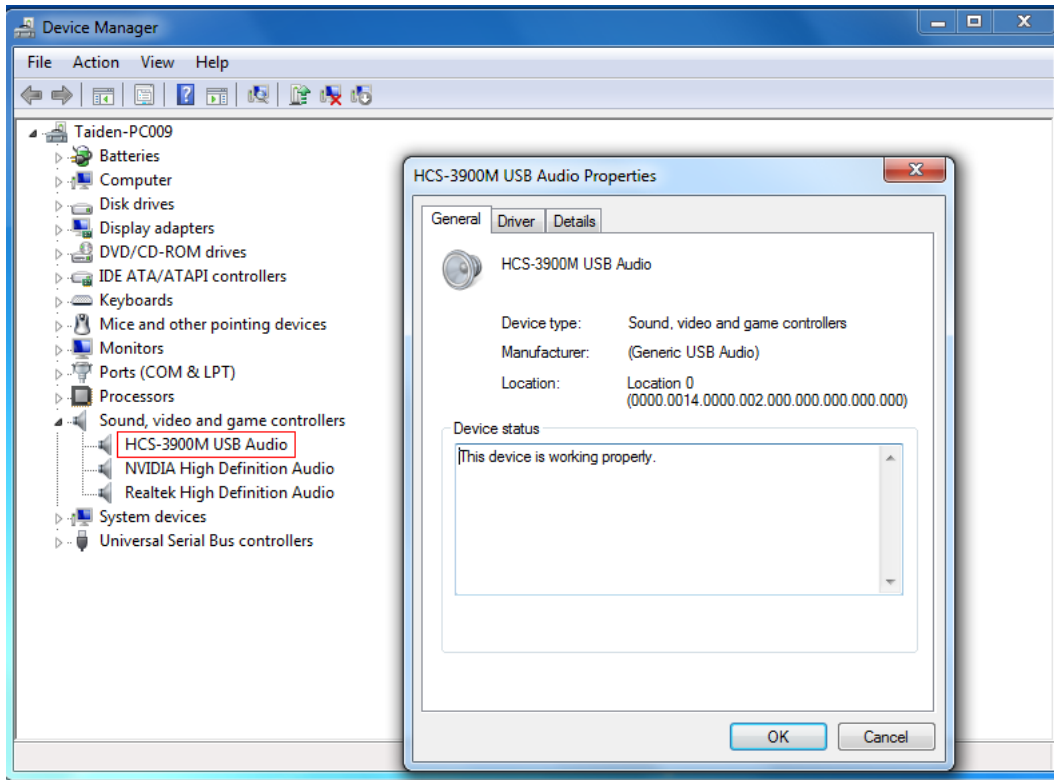 Device Manager
File Action View Help
Taiden-PC009
Batteries
Computer
Disk drives
Display adapters
DVD/CD-ROM drives
IDE ATA/ATAPI controllers
Keyboards
Mice and other pointing devices
Monitors
Ports (COM & LPT)
Processors
Sound, video and game controllers
HCS-3900M USB Audio
NVIDIA High Definition Audio
Realtek High Definition Audio
System devices
Universal Serial Bus controllers
HCS-3900M USB Audio Properties
General Driver Details
HCS-3900M USB Audio
Device type: Sound, video and game controllers
Manufacturer: (Generic USB Audio)
Location: Location 0
(0000.0014.0000.002.000.000.000.000.000)
Device status
This device is working properly.
OK Cancel